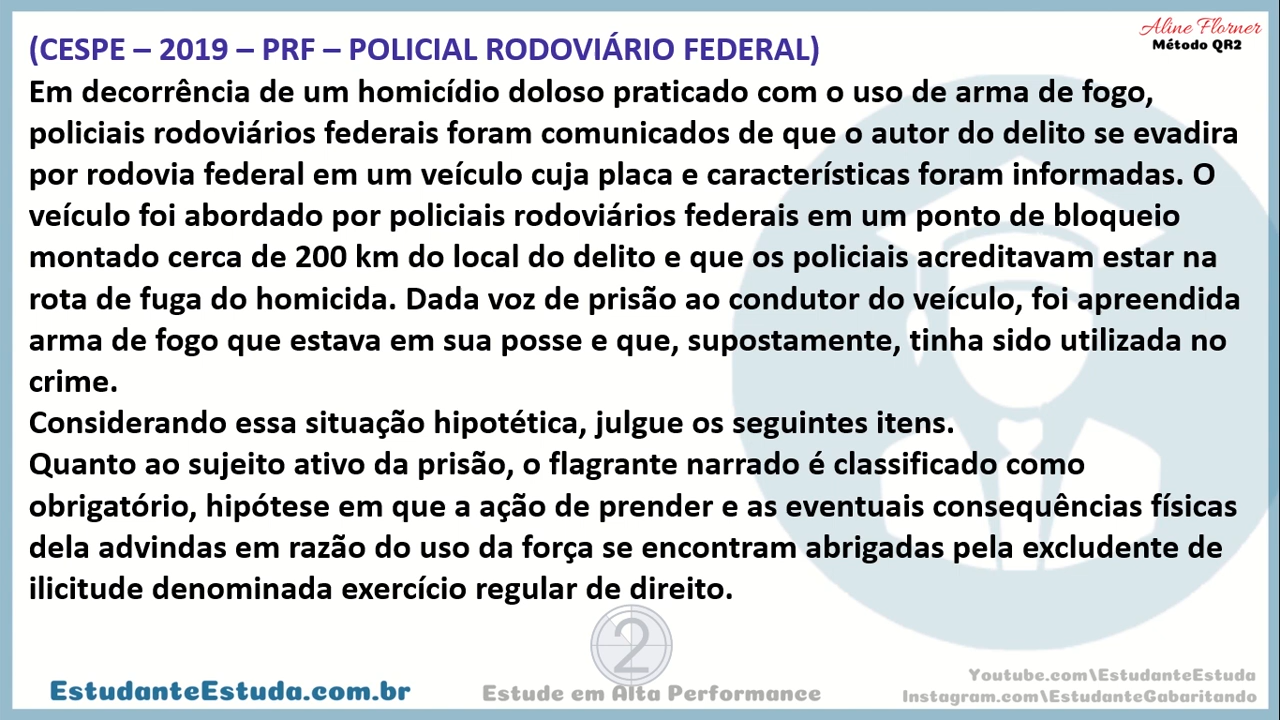 Aline Florner
Método QR2
(CESPE – 2019 – PRF – POLICIAL RODOVIÁRIO FEDERAL)
Em decorrência de um homicídio doloso praticado com o uso de arma de fogo,
policiais rodoviários federais foram comunicados de que o autor do delito se evadira
por rodovia federal em um veículo cuja placa e características foram informadas. O
veículo foi abordado por policiais rodoviários federais em um ponto de bloqueio
montado cerca de 200 km do local do delito e que os policiais acreditavam estar na
rota de fuga do homicida. Dada voz de prisão ao condutor do veículo, foi apreendida
arma de fogo que estava em sua posse e que, supostamente, tinha sido utilizada no
crime.
Considerando essa situação hipotética, julgue os seguintes itens.
Quanto ao sujeito ativo da prisão, o flagrante narrado é classificado como
obrigatório, hipótese em que a ação de prender e as eventuais consequências físicas
dela advindas em razão do uso da força se encontram abrigadas pela excludente de
ilicitude denominada exercício regular de direito.
2
EstudanteEstuda.com.br
Estude em Alta Performance
Youtube.com\EstudanteEstuda
Instagram.com\EstudanteGabaritando